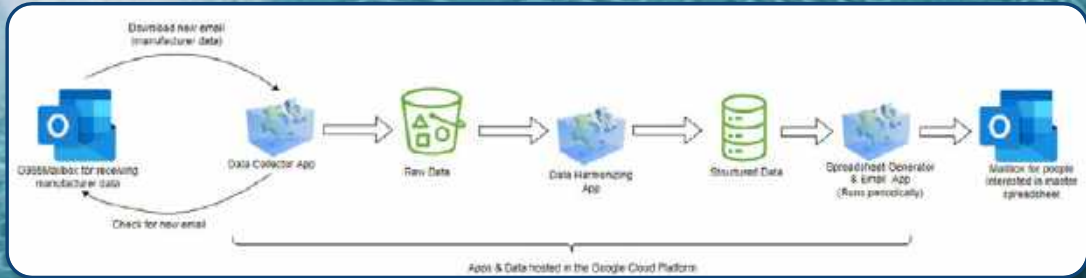 Download new email
(manufacturer data)
O365Mailbox for receiving
manufacturer data
Check for new email
Data Collector App
Raw Data
Data Harmonizing
App
Structured Data
Spreadsheet Generator
& Email App
(Runs periodically)
Mailbox for people
interested in master
spreadsheet
Apps & Data hosted in the Google Cloud Platform